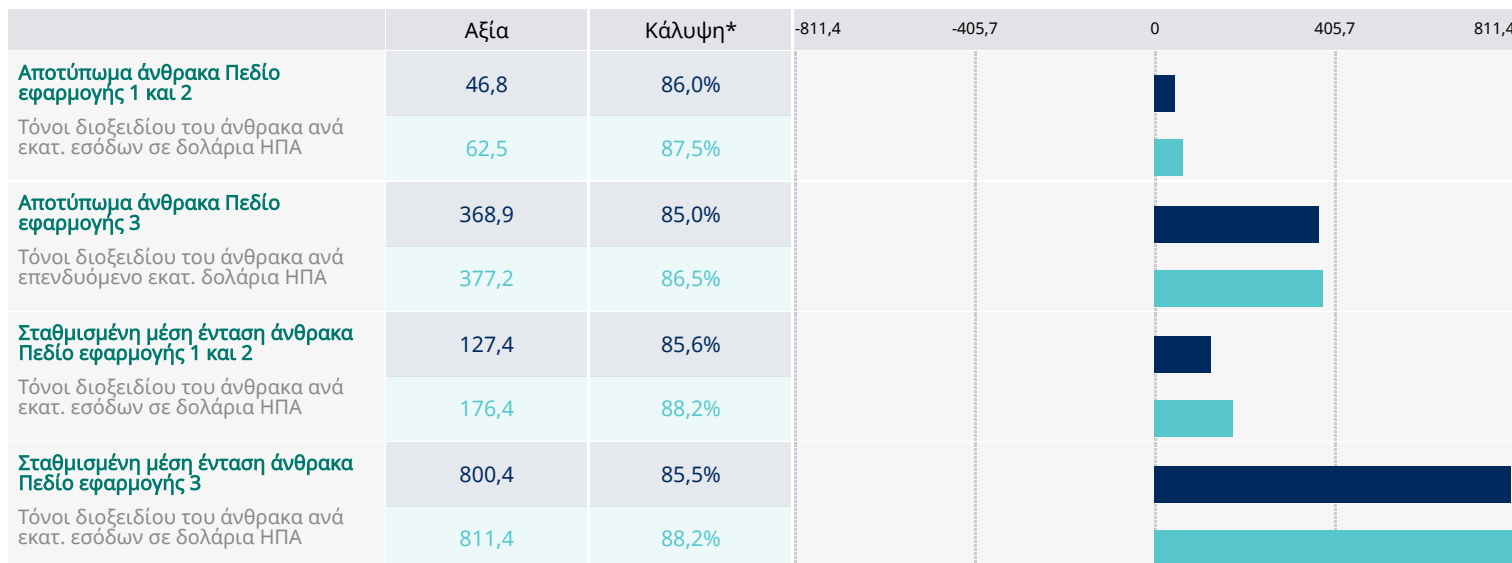 Αξία Κάλυψη* -811,4 -405,7 0 405,7 811,4
Αποτύπωμα άνθρακα Πεδίο
εφαρμογής 1 και 2
46,8 86,0%
Τόνοι διοξειδίου του άνθρακα ανά
εκατ. εσόδων σε δολάρια ΗΠΑ
62,5 87,5%
Αποτύπωμα άνθρακα Πεδίο
εφαρμογής 3
368,9 85,0%
Τόνοι διοξειδίου του άνθρακα ανά
επενδυόμενο εκατ. δολάρια ΗΠΑ
377,2 86,5%
Σταθμισμένη μέση ένταση άνθρακα
Πεδίο εφαρμογής 1 και 2
127,4 85,6%
Τόνοι διοξειδίου του άνθρακα ανά
εκατ. εσόδων σε δολάρια ΗΠΑ
176,4 88,2%
Σταθμισμένη μέση ένταση άνθρακα
Πεδίο εφαρμογής 3
800,4 85,5%
Τόνοι διοξειδίου του άνθρακα ανά
εκατ. εσόδων σε δολάρια ΗΠΑ
811,4 88,2%